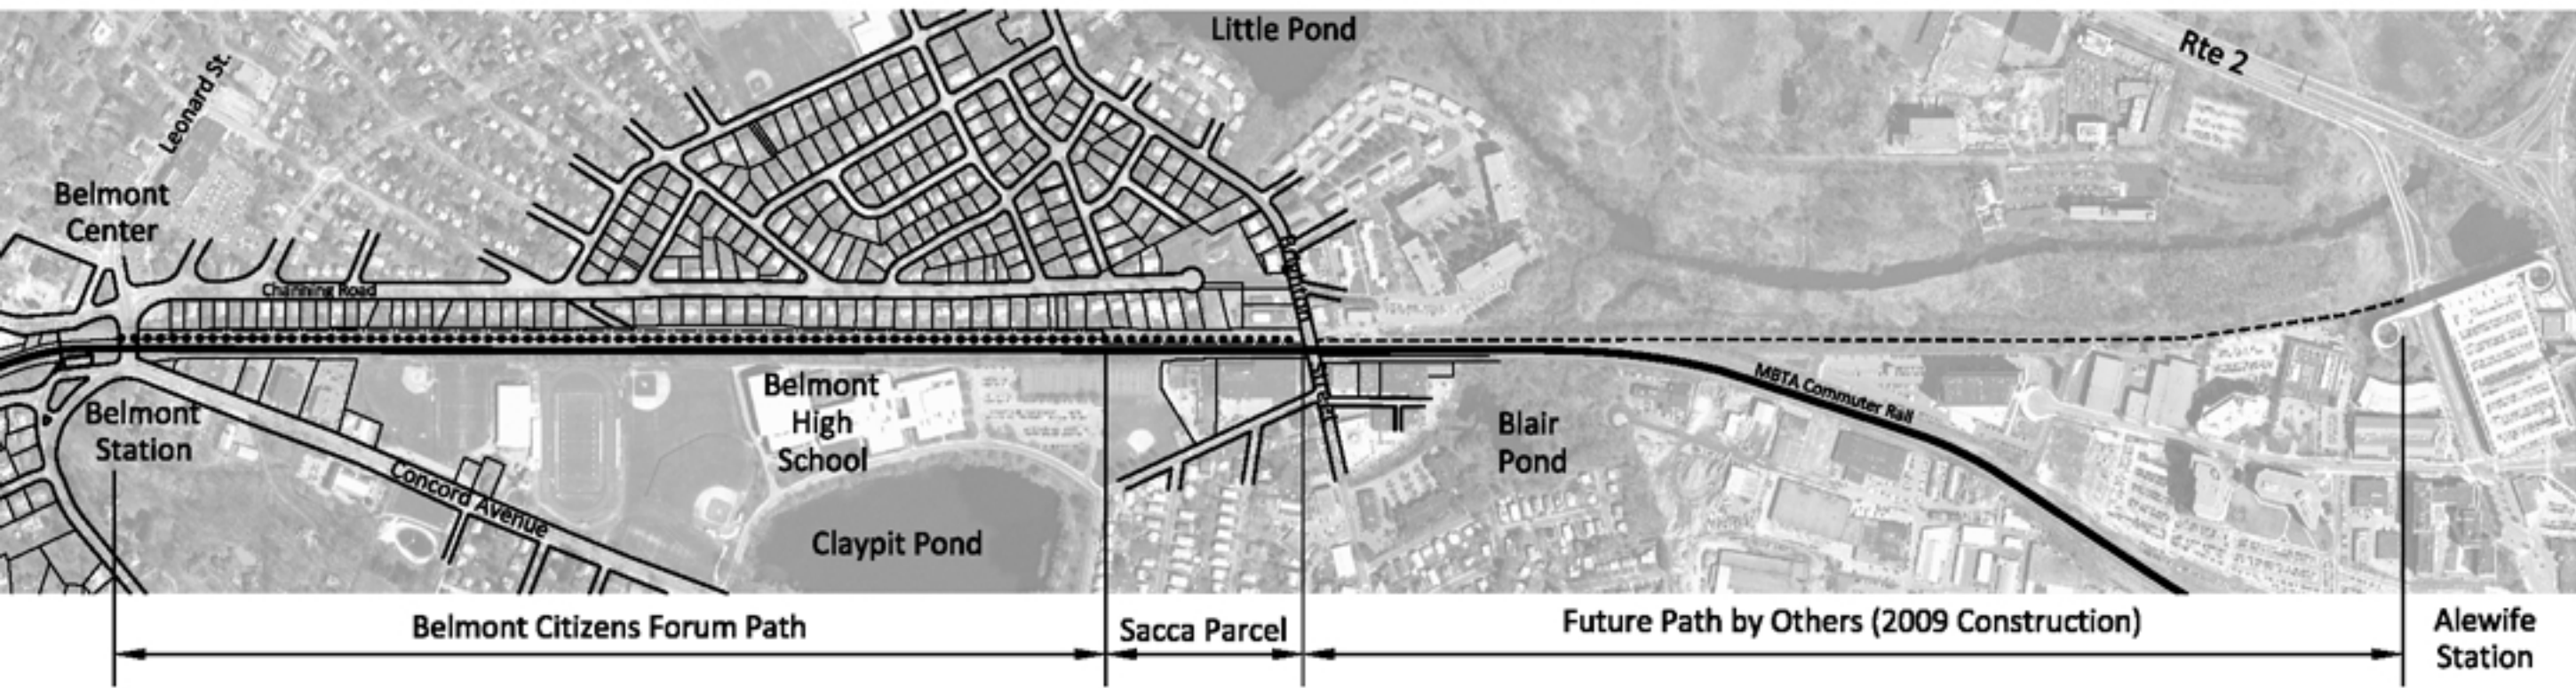 Little Pond
Rte 2
Leonard St.
Belmont
Center
Channing Road
Brighton Street
Belmont
Station
Belmont
High
School
Blair
Pond
MBTA Commuter Rail
Concord Avenue
Claypit Pond
Belmont Citizens Forum Path
Sacca Parcel
Future Path by Others (2009 Construction)
Alewife
Station